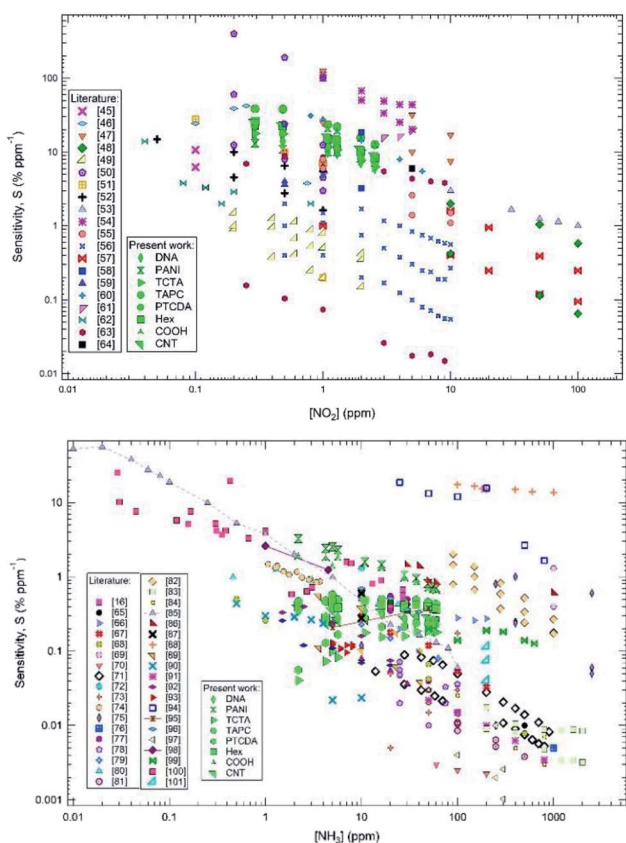 Sensitivity, S (% ppm⁻¹)
100
10
1
0.1
0.01
Literature:
[45]
[46]
[47]
[48]
[49]
[50]
[51]
[52]
[53]
[54]
[55]
[56]
[57]
[58]
[59]
[60]
[61]
[62]
[63]
[64]
Present work:
DNA
PANI
TCTA
TAPC
PTCDA
Hex
COOH
CNT
0.01 0.1 1.0 10 100
[NO₂] (ppm)
Sensitivity, S (% ppm⁻¹)
10
1
0.1
0.01
0.001
Literature:
[16]
[65]
[66]
[67]
[68]
[69]
[70]
[71]
[72]
[73]
[74]
[75]
[76]
[77]
[78]
[79]
[80]
[81]
[82]
[83]
[84]
[85]
[86]
[87]
[90]
[91]
[93]
[94]
[95]
[96]
[97]
[98]
[99]
[100]
[101]
Present work:
DNA
PANI
TCTA
TAPC
PTCDA
Hex
COOH
CNT
0.01 0.1 1.0 10 100 1000
[NH₃] (ppm)